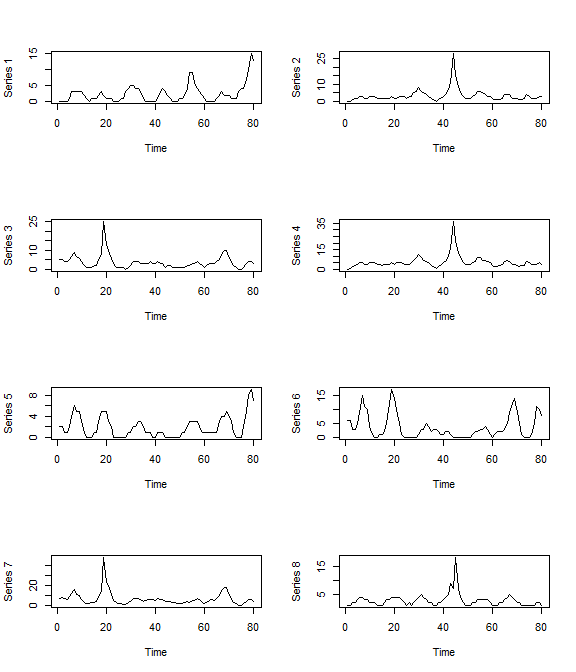 Series 1
0 5 15
0 20 40 60 80
Time
Series 2
0 10 25
0 20 40 60 80
Time
Series 3
0 10 25
0 20 40 60 80
Time
Series 4
0 15 35
0 20 40 60 80
Time
Series 5
0 4 8
0 20 40 60 80
Time
Series 6
0 5 15
0 20 40 60 80
Time
Series 7
0 20
0 20 40 60 80
Time
Series 8
5 15
0 20 40 60 80
Time